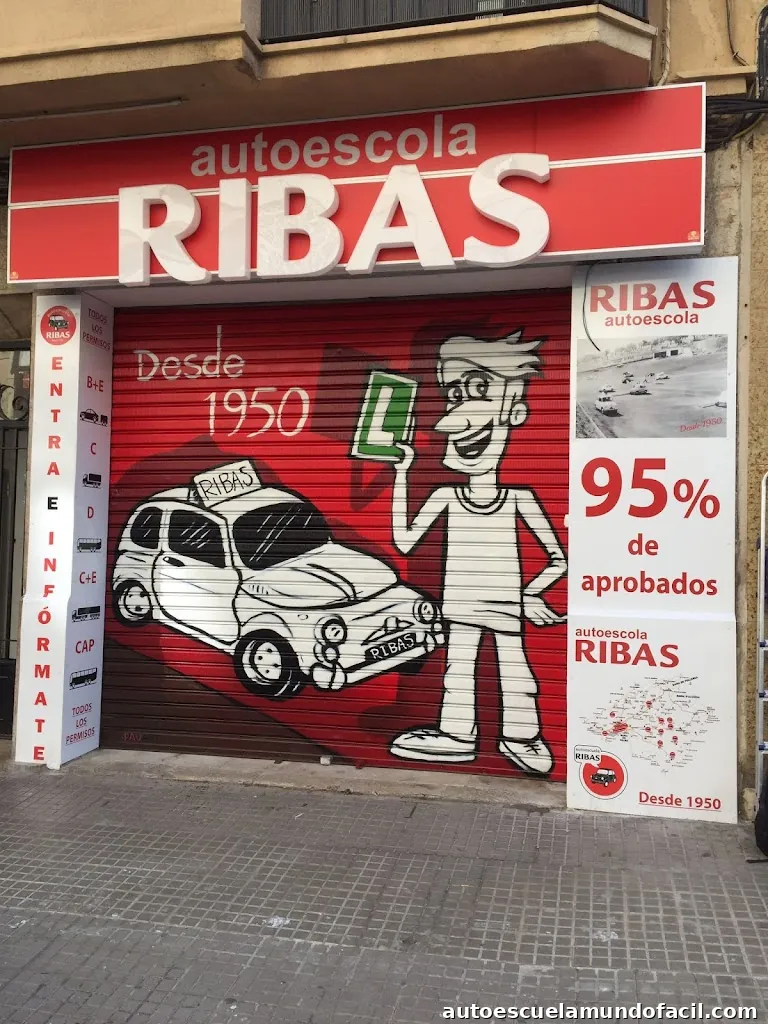 autoescola
RIBAS
RIBAS
ENTRA E INFÓRMATE
TODOS
LOS
PERMISOS
B+E
C
D
C+E
CAP
TODOS
LOS
PERMISOS
Desde
1950
L
RIBAS
RIBAS
RIBAS
autoescola
Desde 1950
95%
de
aprobados
autoescola
RIBAS
RIBAS
Desde 1950
autoescuelamundofacil.com